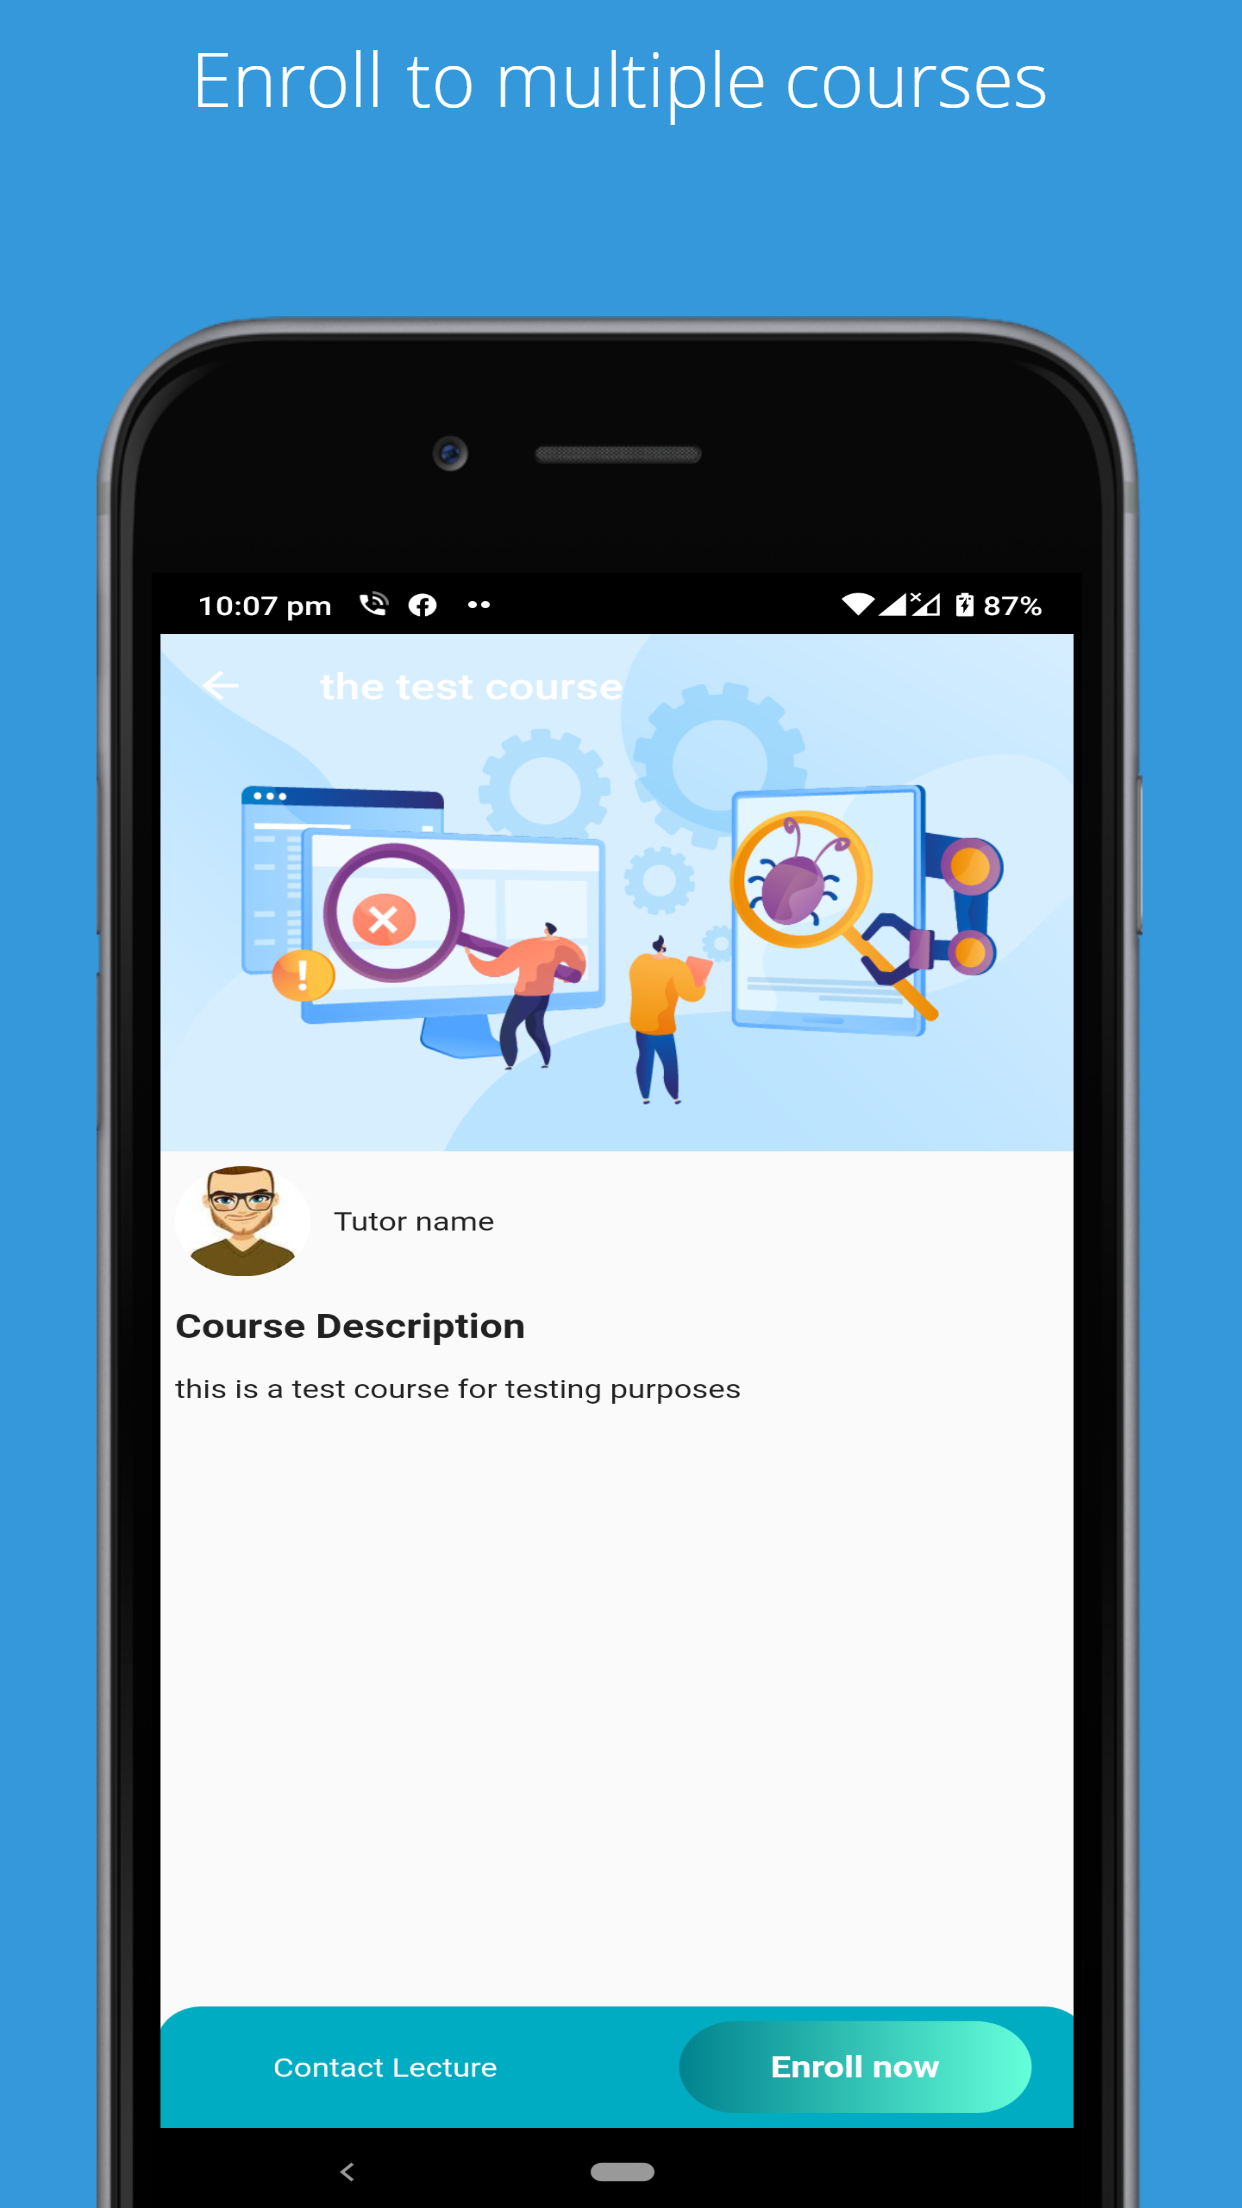 Enroll to multiple courses
10:07 pm 87%
the test course
Tutor name
Course Description
this is a test course for testing purposes
Contact Lecture
Enroll now